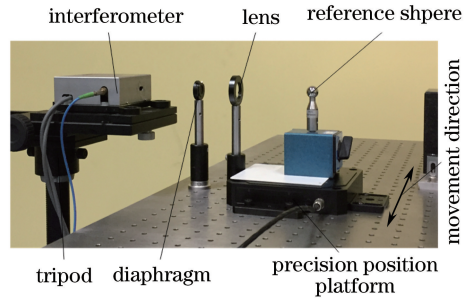 interferometer
lens
reference shpere
movement direction
tripod
diaphragm
precision position
platform